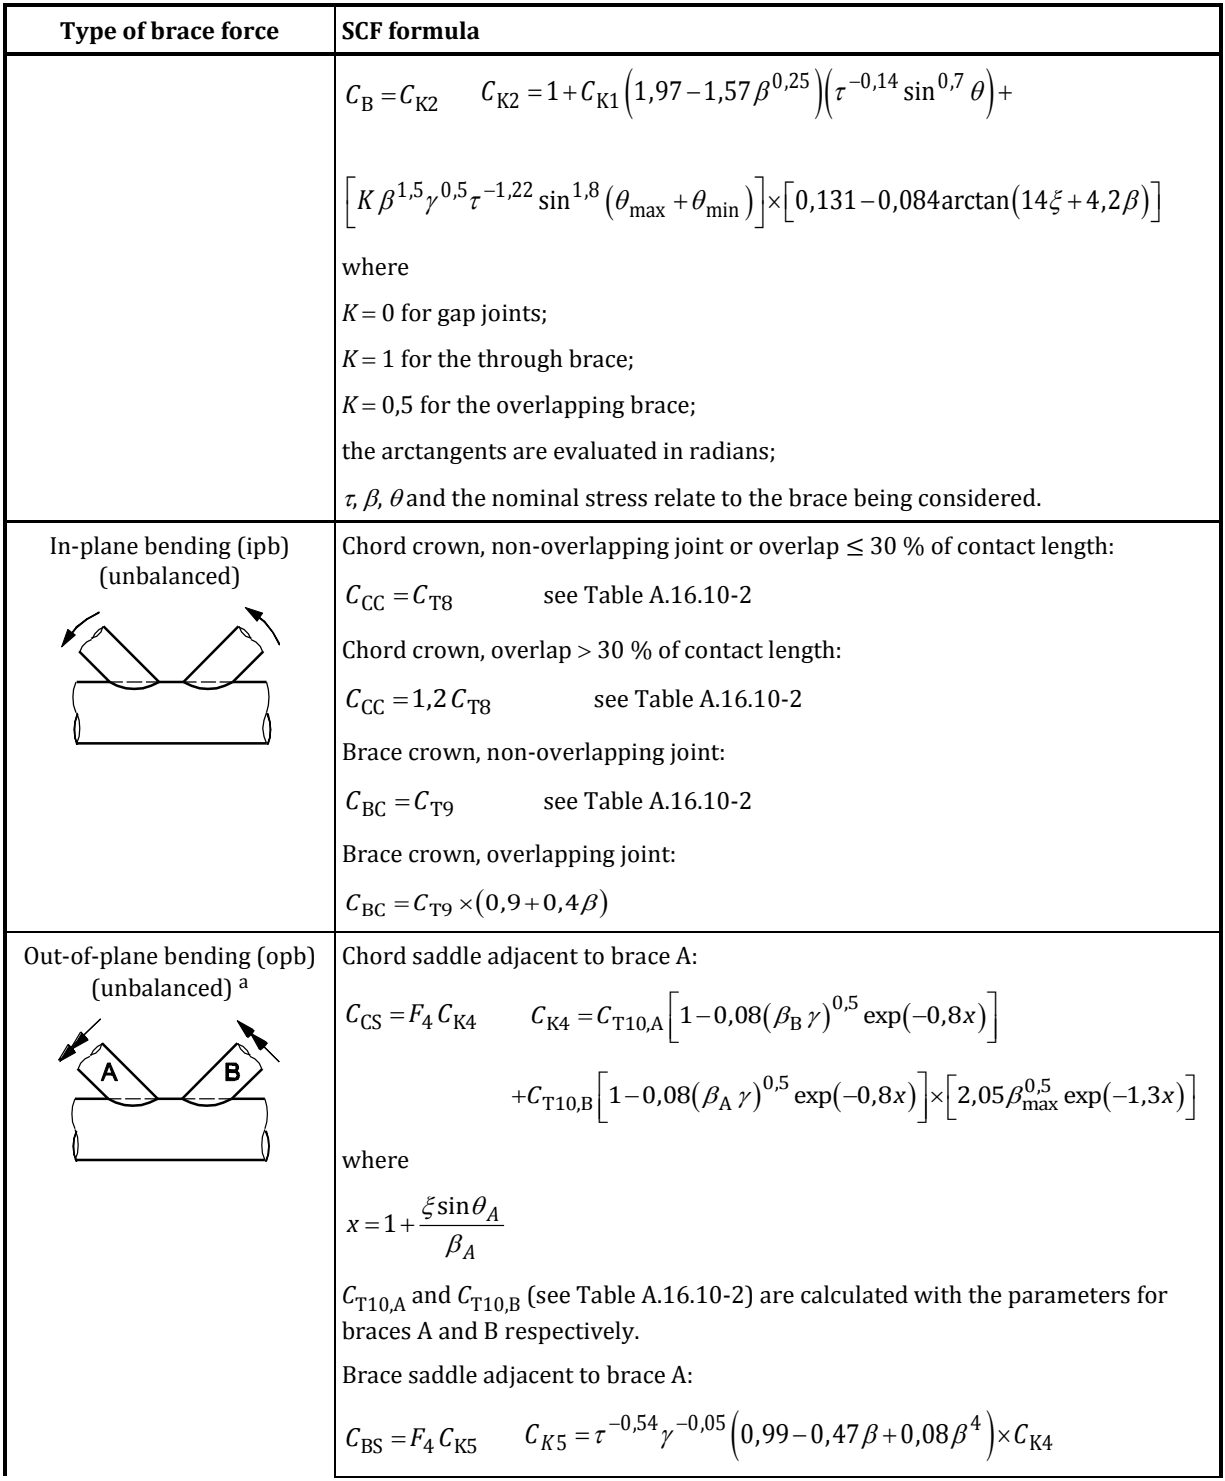 Type of brace force SCF formula
C_B = C_K2 C_K2 = 1 + C_K1 (1,97 − 1,57 β^0,25)(τ^−0,14 sin^0,7 θ) +
[K β^1,5 γ^0,5 τ^−1,22 sin^1,8 (θ_max + θ_min)] × [0,131 − 0,084 arctan(14ξ + 4,2β)]
where
K = 0 for gap joints;
K = 1 for the through brace;
K = 0,5 for the overlapping brace;
the arctangents are evaluated in radians;
τ, β, θ and the nominal stress relate to the brace being considered.
In-plane bending (ipb)
(unbalanced)
Chord crown, non-overlapping joint or overlap ≤ 30 % of contact length:
C_CC = C_T8 see Table A.16.10-2
Chord crown, overlap > 30 % of contact length:
C_CC = 1,2 C_T8 see Table A.16.10-2
Brace crown, non-overlapping joint:
C_BC = C_T9 see Table A.16.10-2
Brace crown, overlapping joint:
C_BC = C_T9 × (0,9 + 0,4β)
Out-of-plane bending (opb)
(unbalanced) a
A B
Chord saddle adjacent to brace A:
C_CS = F_4 C_K4 C_K4 = C_T10,A [1 − 0,08(β_B γ)^0,5 exp(−0,8x)]
+ C_T10,B [1 − 0,08(β_A γ)^0,5 exp(−0,8x)] × [2,05 β_max^0,5 exp(−1,3x)]
where
x = 1 + ξ sin θ_A / β_A
C_T10,A and C_T10,B (see Table A.16.10-2) are calculated with the parameters for
braces A and B respectively.
Brace saddle adjacent to brace A:
C_BS = F_4 C_K5 C_K5 = τ^−0,54 γ^−0,05 (0,99 − 0,47β + 0,08β^4) × C_K4